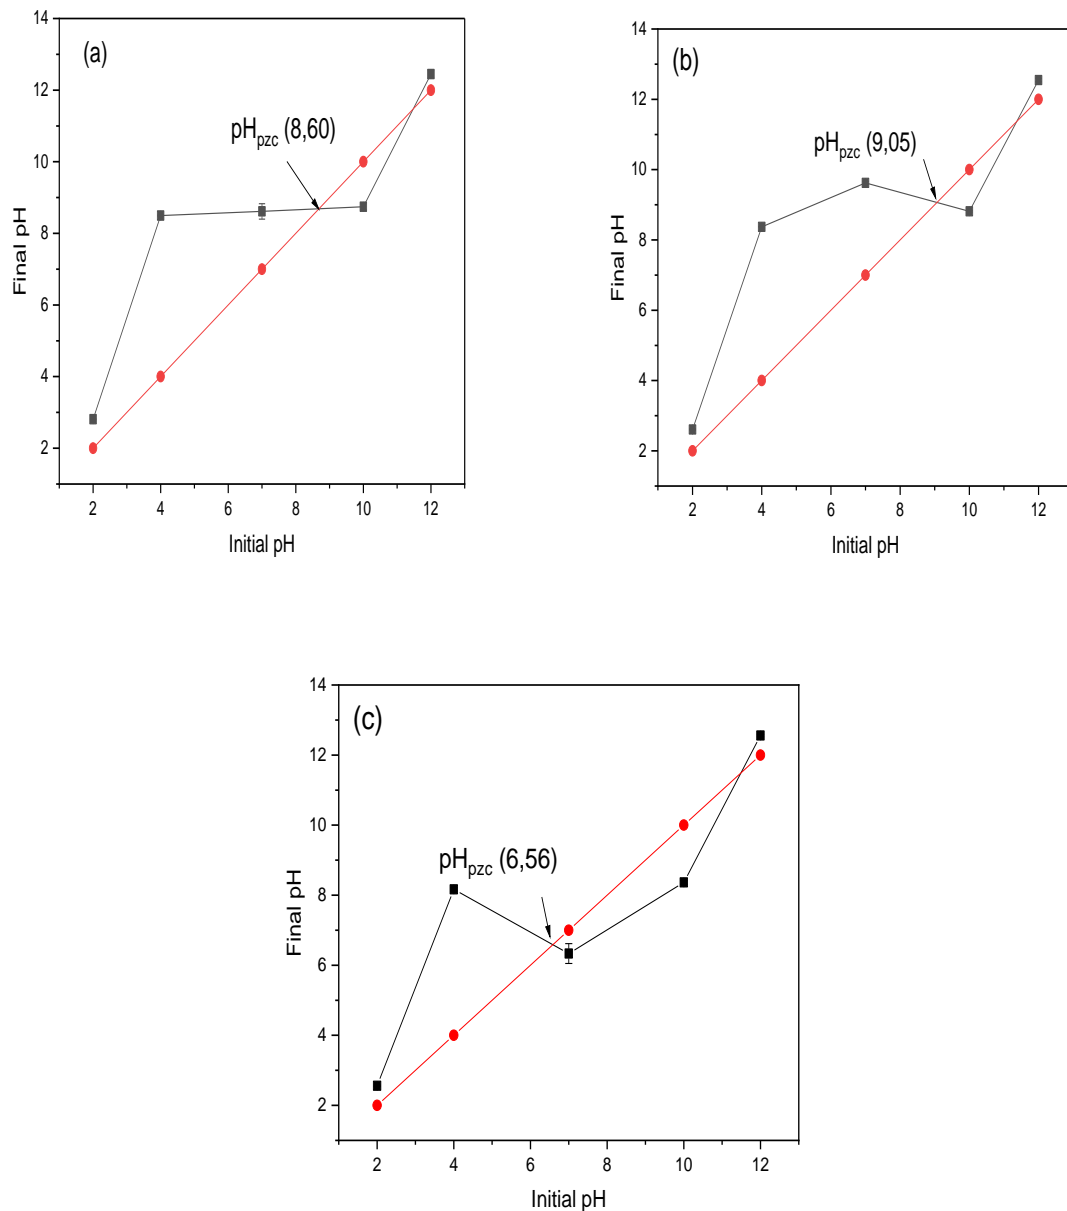 (a)
pHpzc (8,60)
Final pH
14
12
10
8
6
4
2
2 4 6 8 10 12
Initial pH
(b)
pHpzc (9,05)
Final pH
14
12
10
8
6
4
2
2 4 6 8 10 12
Initial pH
(c)
pHpzc (6,56)
Final pH
14
12
10
8
6
4
2
2 4 6 8 10 12
Initial pH